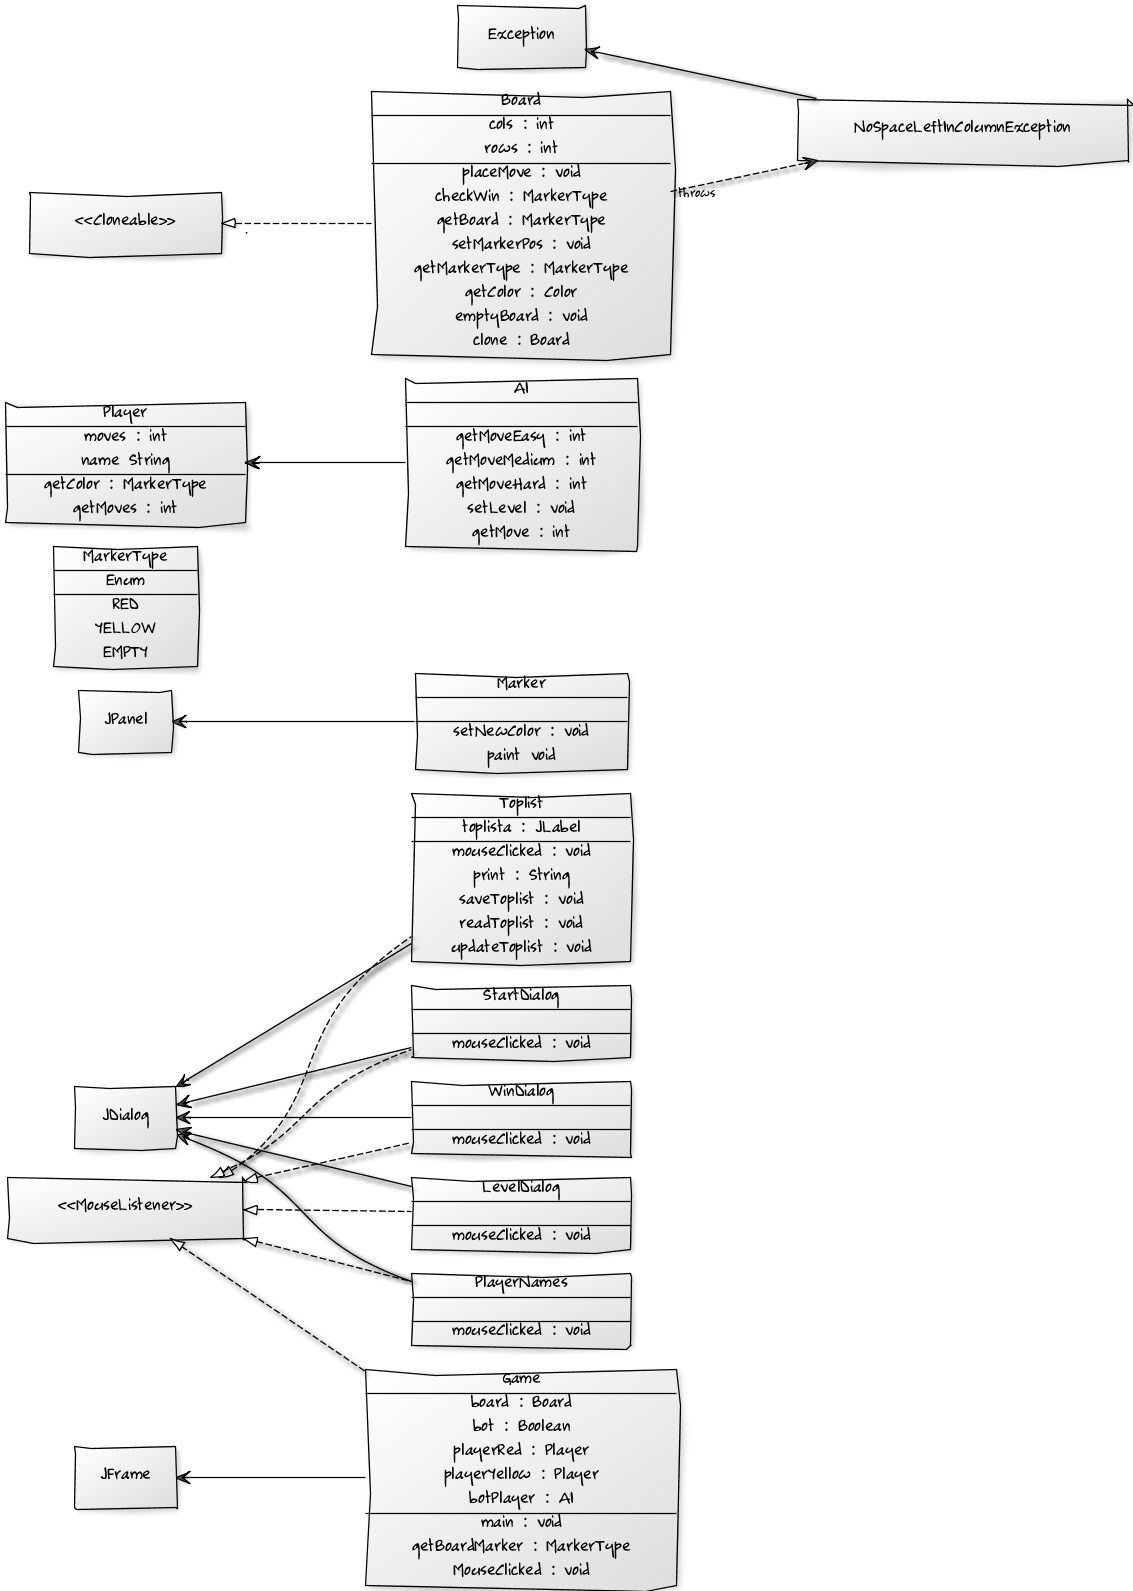 Exception
Board
cols : int
rows : int
placeMove : void
checkWin : MarkerType
getBoard : MarkerType
setMarkerPos : void
getMarkerType : MarkerType
getColor : Color
emptyBoard : void
clone : Board
NoSpaceLeftInColumnException
throws
<<Cloneable>>
Player
moves : int
name String
getColor : MarkerType
getMoves : int
AI
getMoveEasy : int
getMoveMedium : int
getMoveHard : int
setLevel : void
getMove : int
MarkerType
Enum
RED
YELLOW
EMPTY
JPanel
Marker
setNewColor : void
paint void
Toplist
toplista : JLabel
mouseClicked : void
print : String
saveToplist : void
readToplist : void
updateToplist : void
StartDialog
mouseClicked : void
JDialog
WinDialog
mouseClicked : void
<<MouseListener>>
LevelDialog
mouseClicked : void
PlayerNames
mouseClicked : void
JFrame
Game
board : Board
bot : Boolean
playerRed : Player
playerYellow : Player
botPlayer : AI
main : void
getBoardMarker : MarkerType
MouseClicked : void